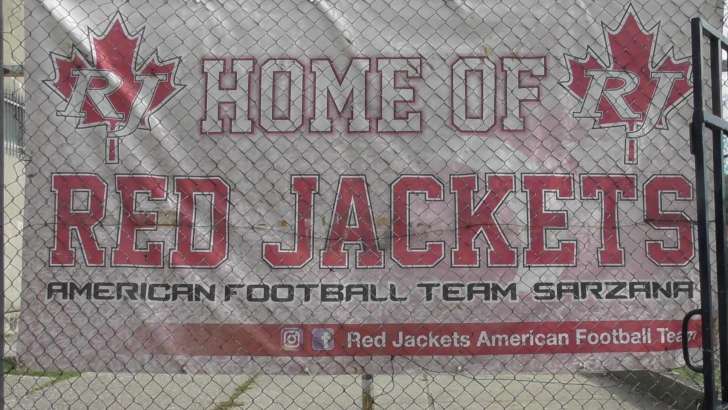 RJ HOME OF RJ
RED JACKETS
AMERICAN FOOTBALL TEAM SARZANA
Red Jackets American Football Team